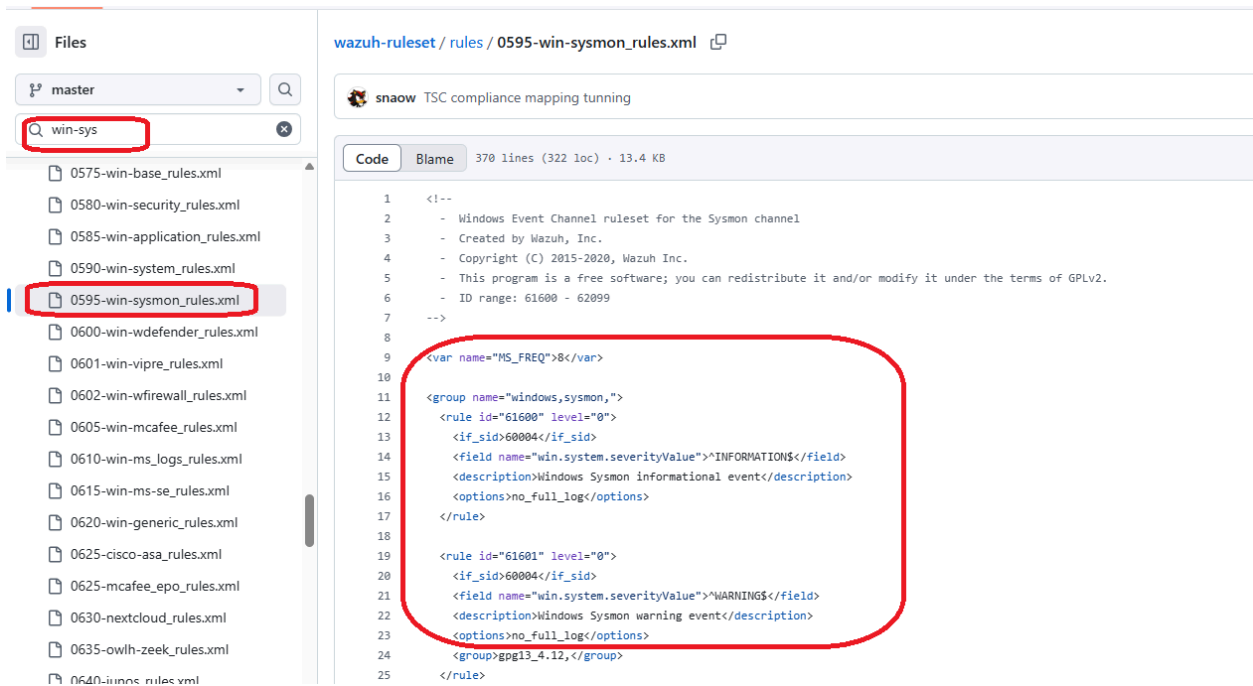 Files
master
win-sys
0575-win-base_rules.xml
0580-win-security_rules.xml
0585-win-application_rules.xml
0590-win-system_rules.xml
0595-win-sysmon_rules.xml
0600-win-wdefender_rules.xml
0601-win-vipre_rules.xml
0602-win-wfirewall_rules.xml
0605-win-mcafee_rules.xml
0610-win-ms_logs_rules.xml
0615-win-ms-se_rules.xml
0620-win-generic_rules.xml
0625-cisco-asa_rules.xml
0625-mcafee_epo_rules.xml
0630-nextcloud_rules.xml
0635-owlh-zeek_rules.xml
0640-junos_rules.xml
wazuh-ruleset / rules / 0595-win-sysmon_rules.xml
snaow TSC compliance mapping tunning
Code Blame 370 lines (322 loc) · 13.4 KB
1 <!--
2 - Windows Event Channel ruleset for the Sysmon channel
3 - Created by Wazuh, Inc.
4 - Copyright (C) 2015-2020, Wazuh Inc.
5 - This program is a free software; you can redistribute it and/or modify it under the terms of GPLv2.
6 - ID range: 61600 - 62099
7 -->
8
9 <var name="MS_FREQ">8</var>
10
11 <group name="windows,sysmon,">
12 <rule id="61600" level="0">
13 <if_sid>60004</if_sid>
14 <field name="win.system.severityValue">^INFORMATION$</field>
15 <description>Windows Sysmon informational event</description>
16 <options>no_full_log</options>
17 </rule>
18
19 <rule id="61601" level="0">
20 <if_sid>60004</if_sid>
21 <field name="win.system.severityValue">^WARNING$</field>
22 <description>Windows Sysmon warning event</description>
23 <options>no_full_log</options>
24 <group>gpg13_4.12,</group>
25 </rule>